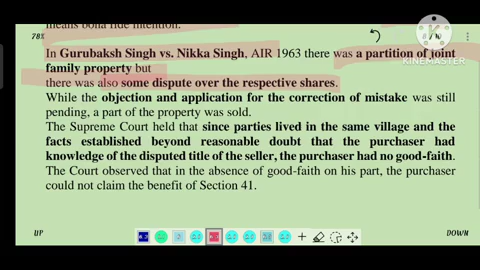 means bona fide intention.
78%
KINEMASTER
In Gurubaksh Singh vs. Nikka Singh, AIR 1963 there was a partition of joint
family property but
there was also some dispute over the respective shares.
While the objection and application for the correction of mistake was still
pending, a part of the property was sold.
The Supreme Court held that since parties lived in the same village and the
facts established beyond reasonable doubt that the purchaser had
knowledge of the disputed title of the seller, the purchaser had no good-faith.
The Court observed that in the absence of good-faith on his part, the purchaser
could not claim the benefit of Section 41.
UP
DOWN